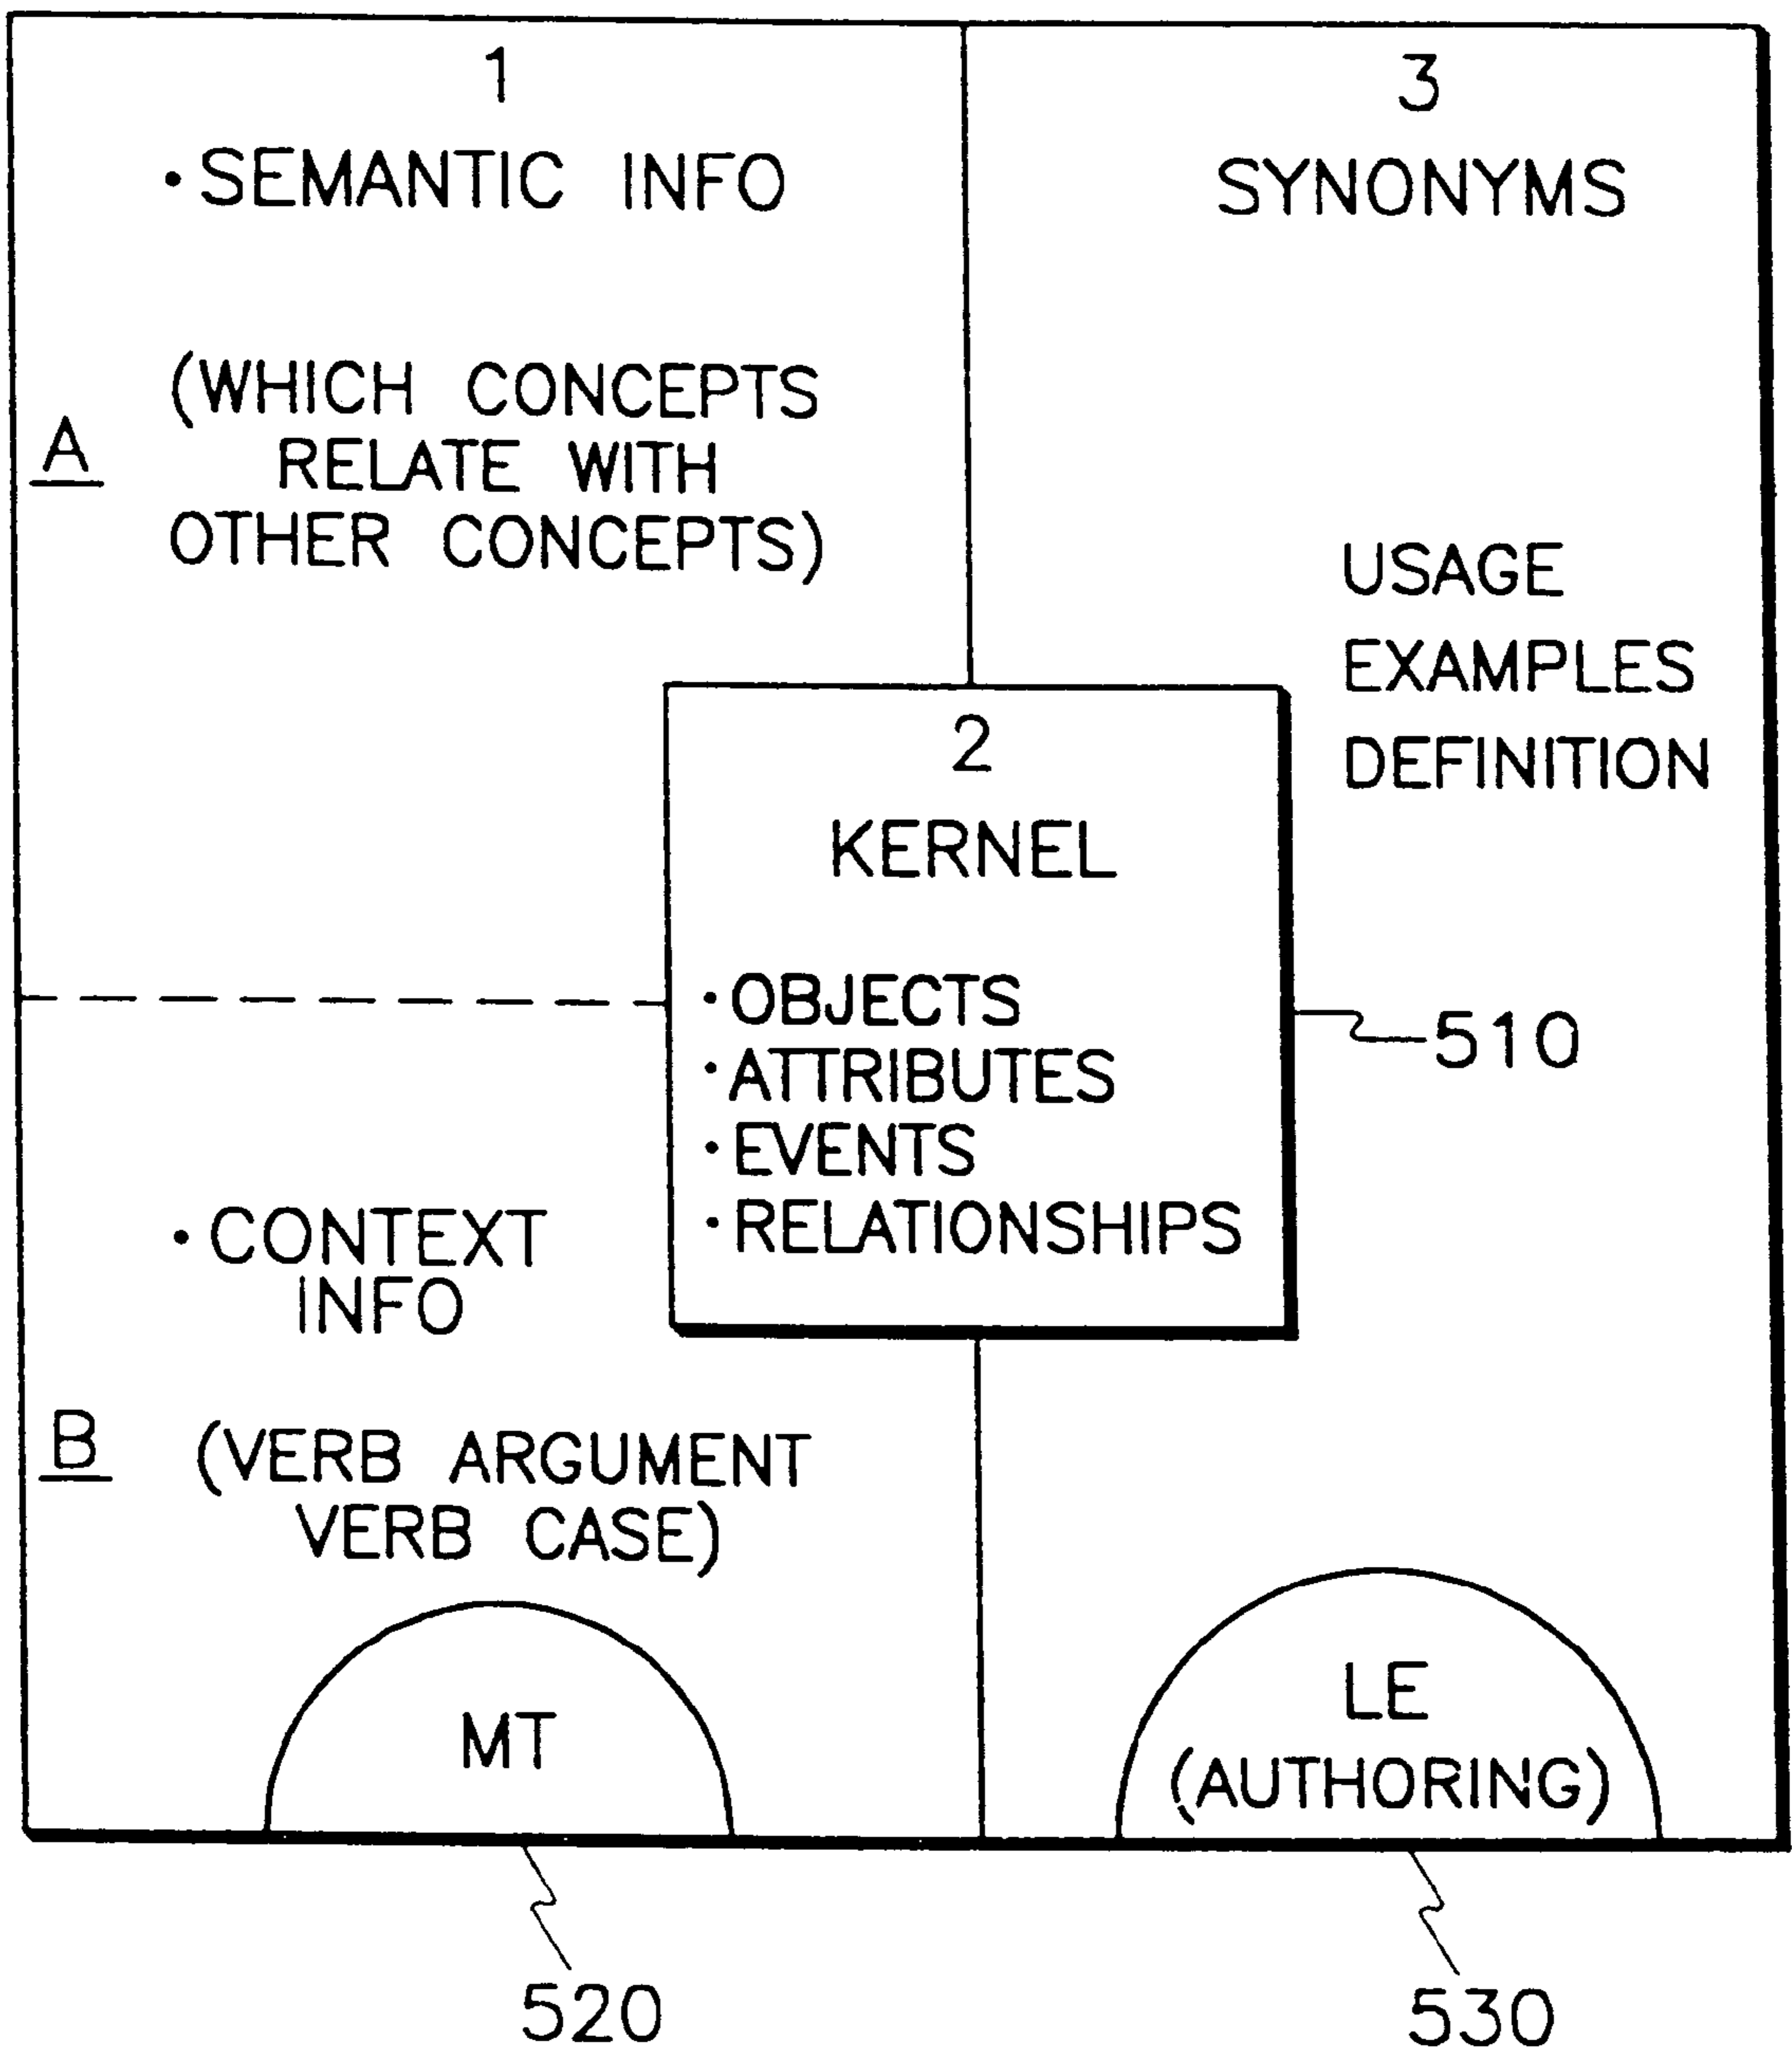 1
•SEMANTIC INFO
A
(WHICH CONCEPTS
RELATE WITH
OTHER CONCEPTS)
3
SYNONYMS
USAGE
EXAMPLES
DEFINITION
2
KERNEL
•OBJECTS
•ATTRIBUTES
•EVENTS
•RELATIONSHIPS
510
•CONTEXT
INFO
B
(VERB ARGUMENT
VERB CASE)
MT
LE
(AUTHORING)
520
530